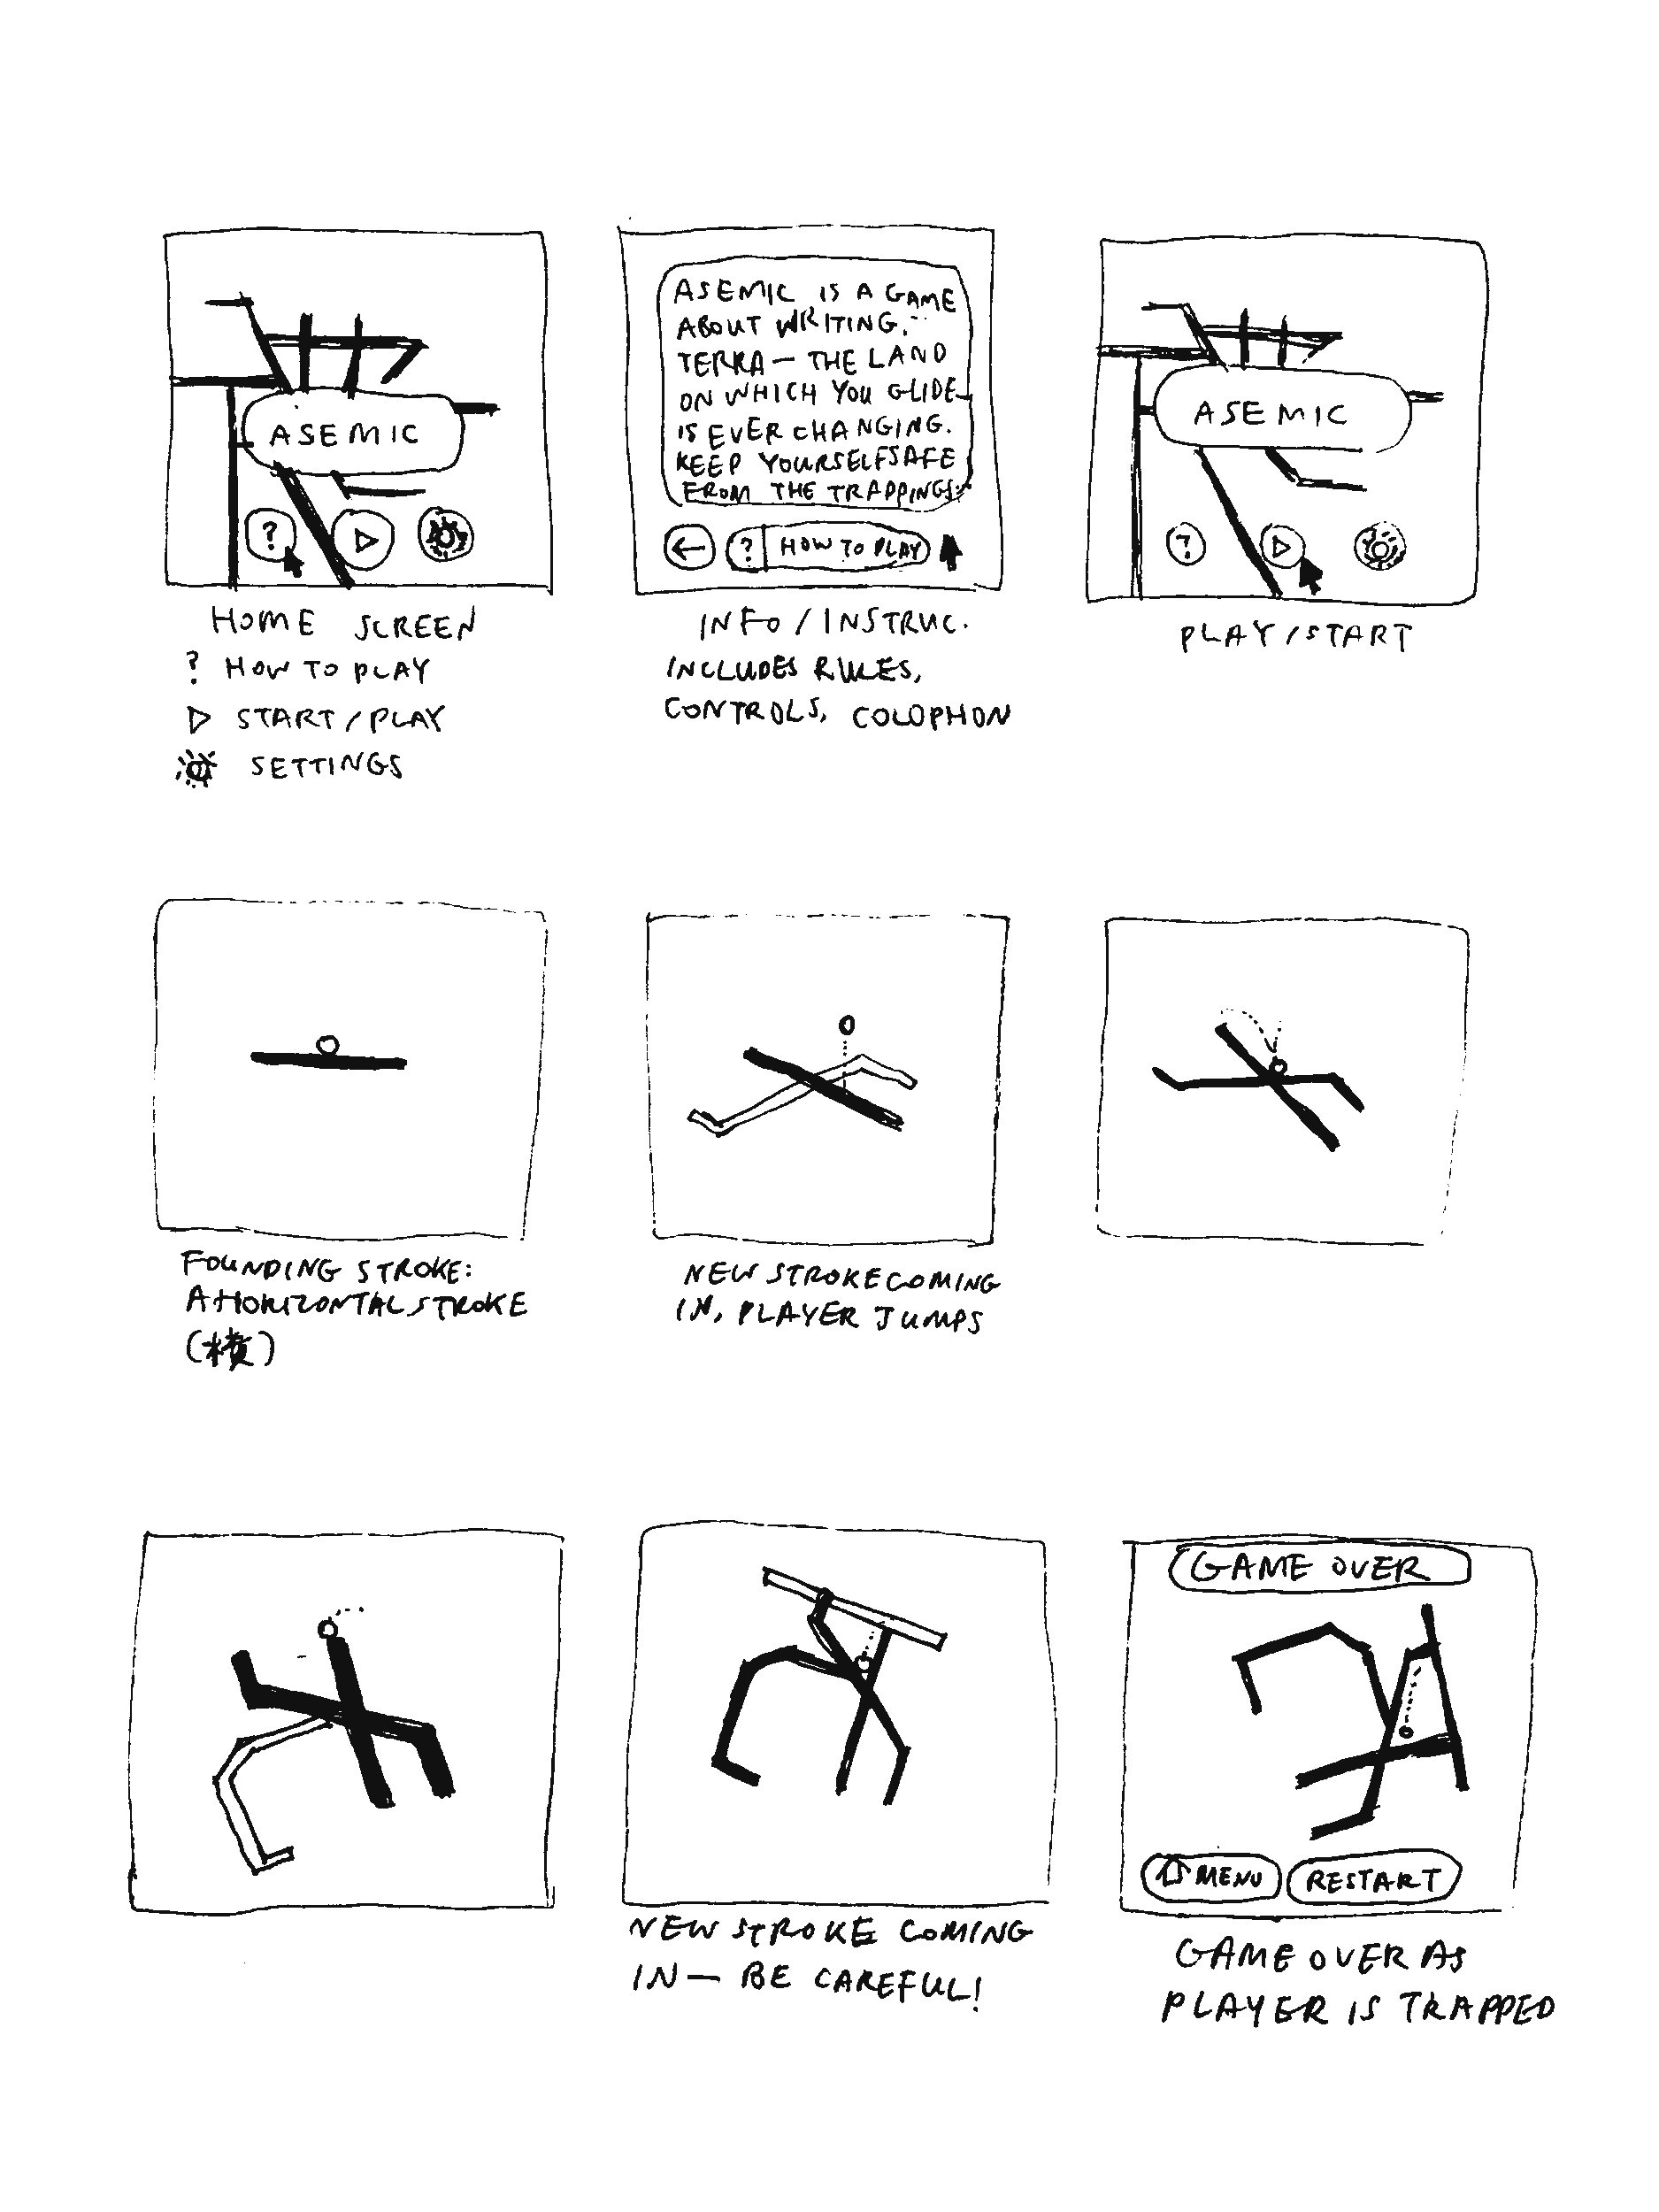 ASEMIC
?
HOME SCREEN
? HOW TO PLAY
START/PLAY
SETTINGS
ASEMIC IS A GAME
ABOUT WRITING.
TERRA — THE LAND
ON WHICH YOU GLIDE—
IS EVER CHANGING.
KEEP YOURSELF SAFE
FROM THE TRAPPINGS.
← ? HOW TO PLAY
INFO/INSTRUC.
INCLUDES RULES,
CONTROLS, COLOPHON
ASEMIC
?
PLAY/START
FOUNDING STROKE:
A HORIZONTAL STROKE
(横)
NEW STROKE COMING
IN, PLAYER JUMPS
NEW STROKE COMING
IN — BE CAREFUL!
GAME OVER
MENU RESTART
GAME OVER AS
PLAYER IS TRAPPED